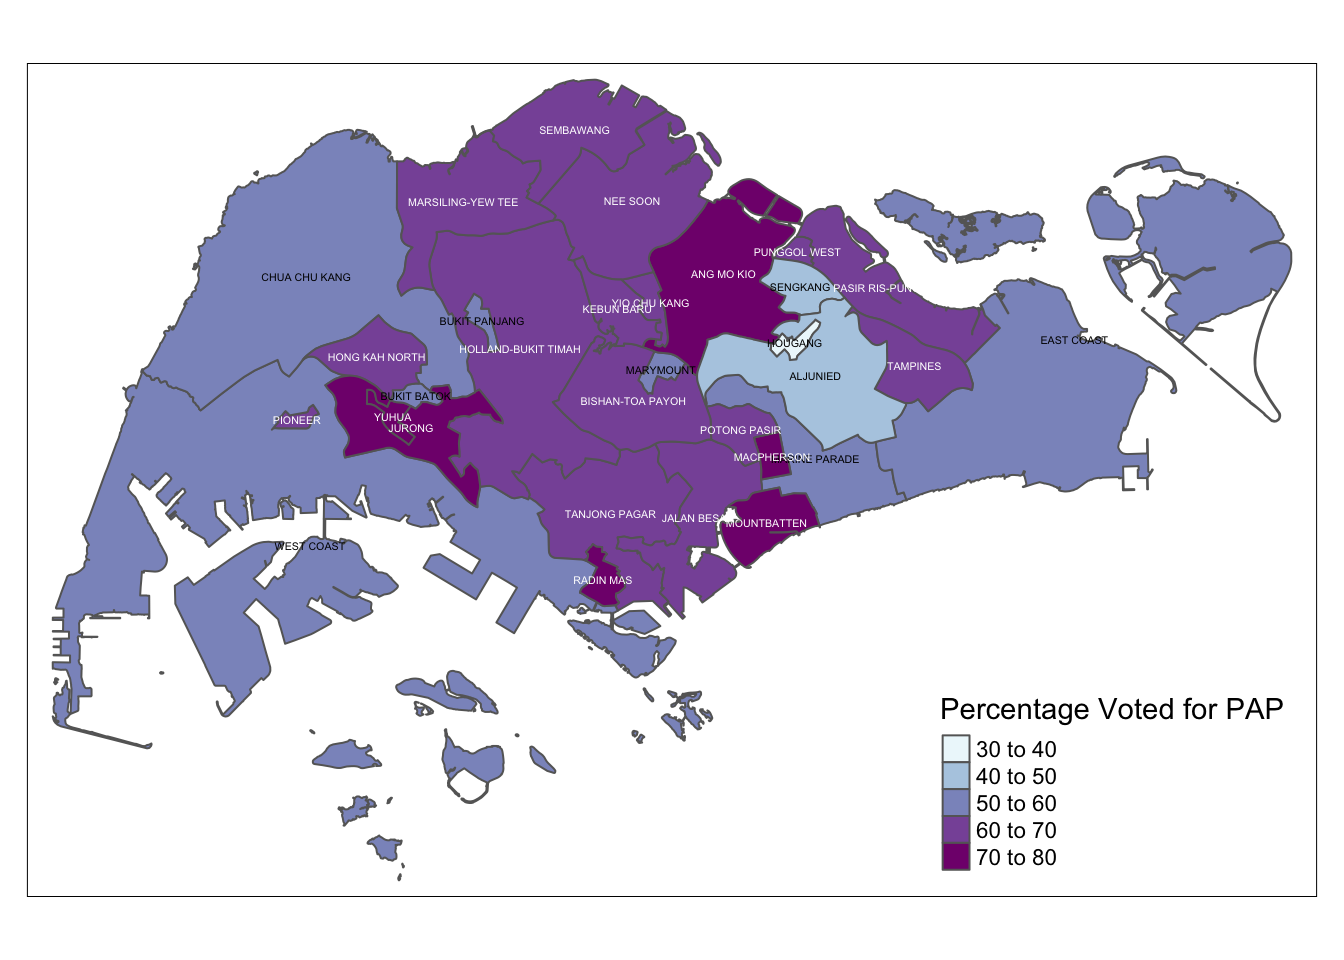 SEMBAWANG
MARSILING-YEW TEE
NEE SOON
PUNGGOL WEST
CHUA CHU KANG
ANG MO KIO
SENGKANG
PASIR RIS-PUN
YIO CHU KANG
KEBUN BARU
BUKIT PANJANG
EAST COAST
HOLLAND-BUKIT TIMAH
HOUGANG
HONG KAH NORTH
TAMPINES
MARYMOUNT
ALJUNIED
BUKIT BATOK
BISHAN-TOA PAYOH
PIONEER
YUHUA
JURONG
POTONG PASIR
MACPHERSON
NE PARADE
TANJONG PAGAR
JALAN BESA
MOUNTBATTEN
WEST COAST
RADIN MAS
Percentage Voted for PAP
30 to 40
40 to 50
50 to 60
60 to 70
70 to 80